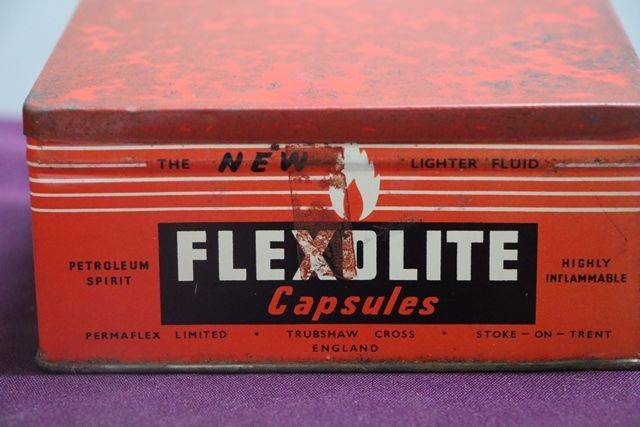 THE NEW LIGHTER FLUID
FLEXOLITE
Capsules
PETROLEUM
SPIRIT
HIGHLY
INFLAMMABLE
PERMAFLEX LIMITED • TRUBSHAW CROSS • STOKE-ON-TRENT
ENGLAND